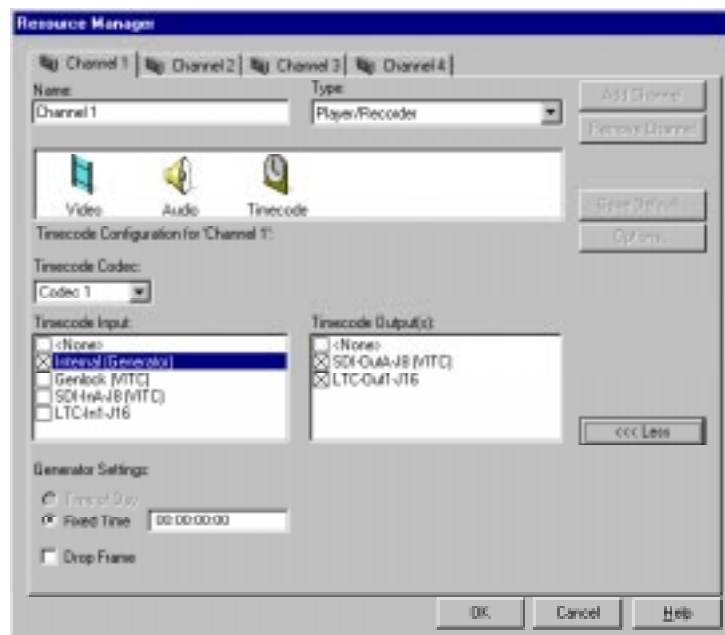 Resource Manager
Channel 1
Channel 2
Channel 3
Channel 4
Name:
Channel 1
Type:
Player/Recorder
Add Channel
Remove Channel
Video
Audio
Timecode
Timecode Configuration for 'Channel 1':
Options...
Timecode Codec:
Codec 1
Timecode Input:
<None>
Internal (Generator)
Genlock (VITC)
SDI-InA-J8 (VITC)
LTC-In1-J16
Timecode Output(s):
<None>
SDI-OutA-J8 (VITC)
LTC-Out1-J16
<<< Less
Generator Settings:
Time of Day
Fixed Time
00:00:00:00
Drop Frame
OK
Cancel
Help